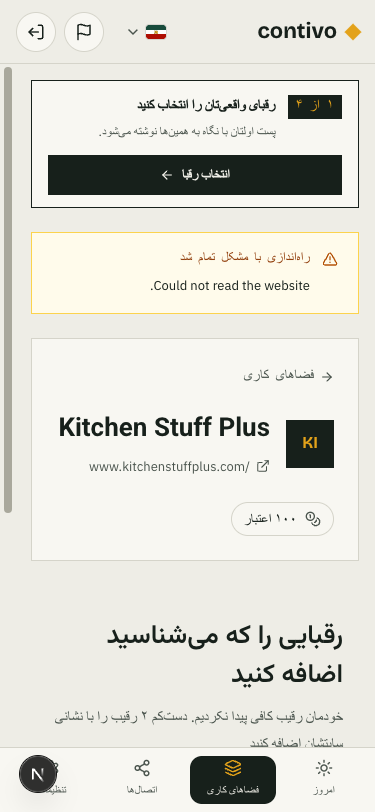 contivo
۱ از ۴
رقبای واقعی‌تان را انتخاب کنید
پست اولتان با نگاه به همین‌ها نوشته می‌شود.
انتخاب رقبا ←
راه‌اندازی با مشکل تمام شد
Could not read the website.
→ فضاهای کاری
KI
Kitchen Stuff Plus
www.kitchenstuffplus.com/
۱۰۰ اعتبار
رقبایی را که می‌شناسید
اضافه کنید
خودمان رقیب کافی پیدا نکردیم. دست‌کم ۲ رقیب را با نشانی
سایتشان اضافه کنید
امروز
فضاهای کاری
اتصال‌ها
N